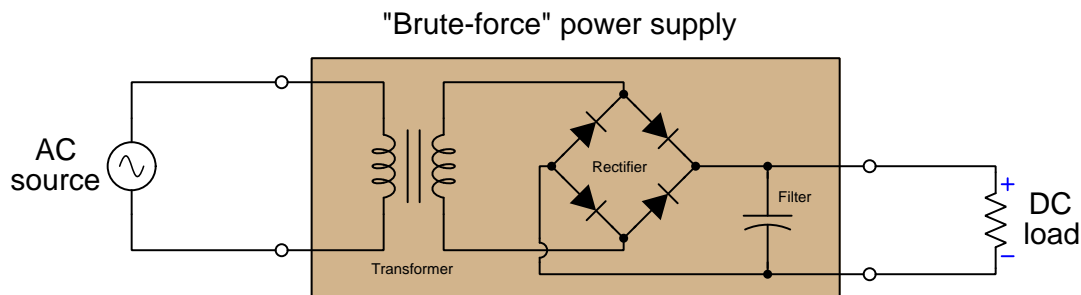 "Brute-force" power supply
AC
source
Rectifier
Filter
Transformer
+
−
DC
load